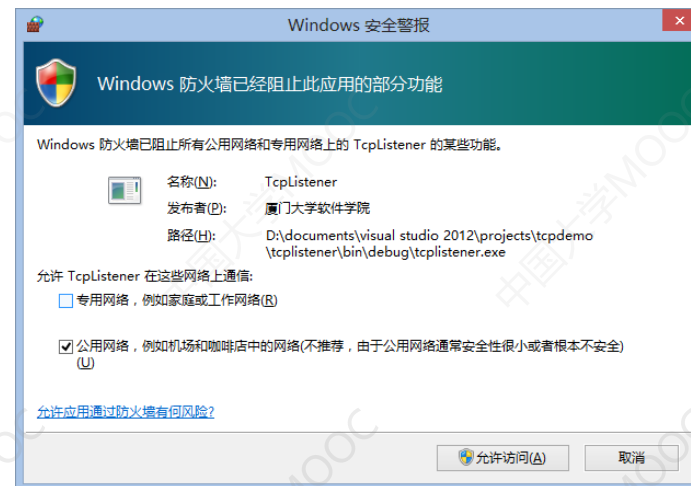 Windows 安全警报
Windows 防火墙已经阻止此应用的部分功能
Windows 防火墙已阻止所有公用网络和专用网络上的 TcpListener 的某些功能。
名称(N): TcpListener
发布者(P): 厦门大学软件学院
路径(H): D:\documents\visual studio 2012\projects\tcpdemo
\tcplistener\bin\debug\tcplistener.exe
允许 TcpListener 在这些网络上通信:
专用网络，例如家庭或工作网络(R)
公用网络，例如机场和咖啡店中的网络(不推荐，由于公用网络通常安全性很小或者根本不安全)
(U)
允许应用通过防火墙有何风险?
允许访问(A) 取消
中国大学MOOC